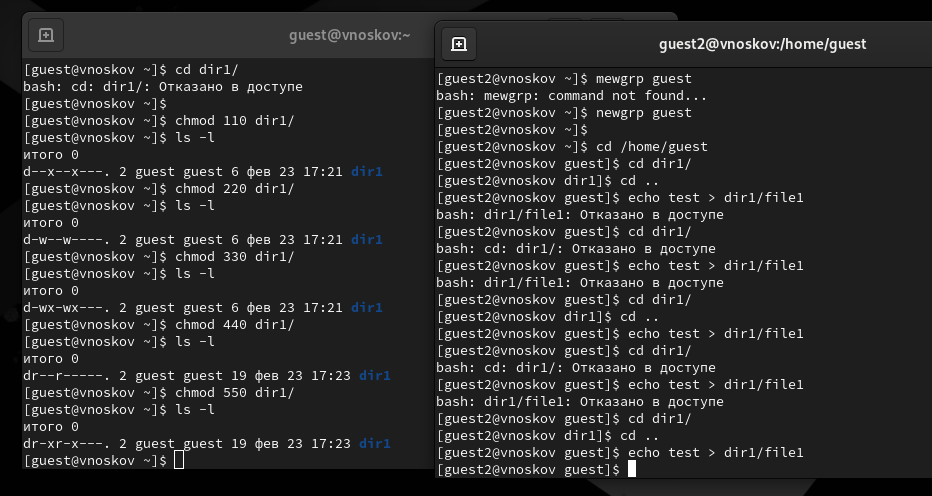 guest@vnoskov:~
[guest@vnoskov ~]$ cd dir1/
bash: cd: dir1/: Отказано в доступе
[guest@vnoskov ~]$
[guest@vnoskov ~]$ chmod 110 dir1/
[guest@vnoskov ~]$ ls -l
итого 0
d--x--x---. 2 guest guest 6 фев 23 17:21 dir1
[guest@vnoskov ~]$ chmod 220 dir1/
[guest@vnoskov ~]$ ls -l
итого 0
d-w--w----. 2 guest guest 6 фев 23 17:21 dir1
[guest@vnoskov ~]$ chmod 330 dir1/
[guest@vnoskov ~]$ ls -l
итого 0
d-wx-wx---. 2 guest guest 6 фев 23 17:21 dir1
[guest@vnoskov ~]$ chmod 440 dir1/
[guest@vnoskov ~]$ ls -l
итого 0
dr--r-----. 2 guest guest 19 фев 23 17:23 dir1
[guest@vnoskov ~]$ chmod 550 dir1/
[guest@vnoskov ~]$ ls -l
итого 0
dr-xr-x---. 2 guest guest 19 фев 23 17:23 dir1
[guest@vnoskov ~]$
guest2@vnoskov:/home/guest
[guest2@vnoskov ~]$ mewgrp guest
bash: mewgrp: command not found...
[guest2@vnoskov ~]$ newgrp guest
[guest2@vnoskov ~]$
[guest2@vnoskov ~]$ cd /home/guest
[guest2@vnoskov guest]$ cd dir1/
[guest2@vnoskov dir1]$ cd ..
[guest2@vnoskov guest]$ echo test > dir1/file1
bash: dir1/file1: Отказано в доступе
[guest2@vnoskov guest]$ cd dir1/
bash: cd: dir1/: Отказано в доступе
[guest2@vnoskov guest]$ echo test > dir1/file1
bash: dir1/file1: Отказано в доступе
[guest2@vnoskov guest]$ cd dir1/
[guest2@vnoskov dir1]$ cd ..
[guest2@vnoskov guest]$ echo test > dir1/file1
[guest2@vnoskov guest]$ cd dir1/
bash: cd: dir1/: Отказано в доступе
[guest2@vnoskov guest]$ echo test > dir1/file1
bash: dir1/file1: Отказано в доступе
[guest2@vnoskov guest]$ cd dir1/
[guest2@vnoskov dir1]$ cd ..
[guest2@vnoskov guest]$ echo test > dir1/file1
[guest2@vnoskov guest]$